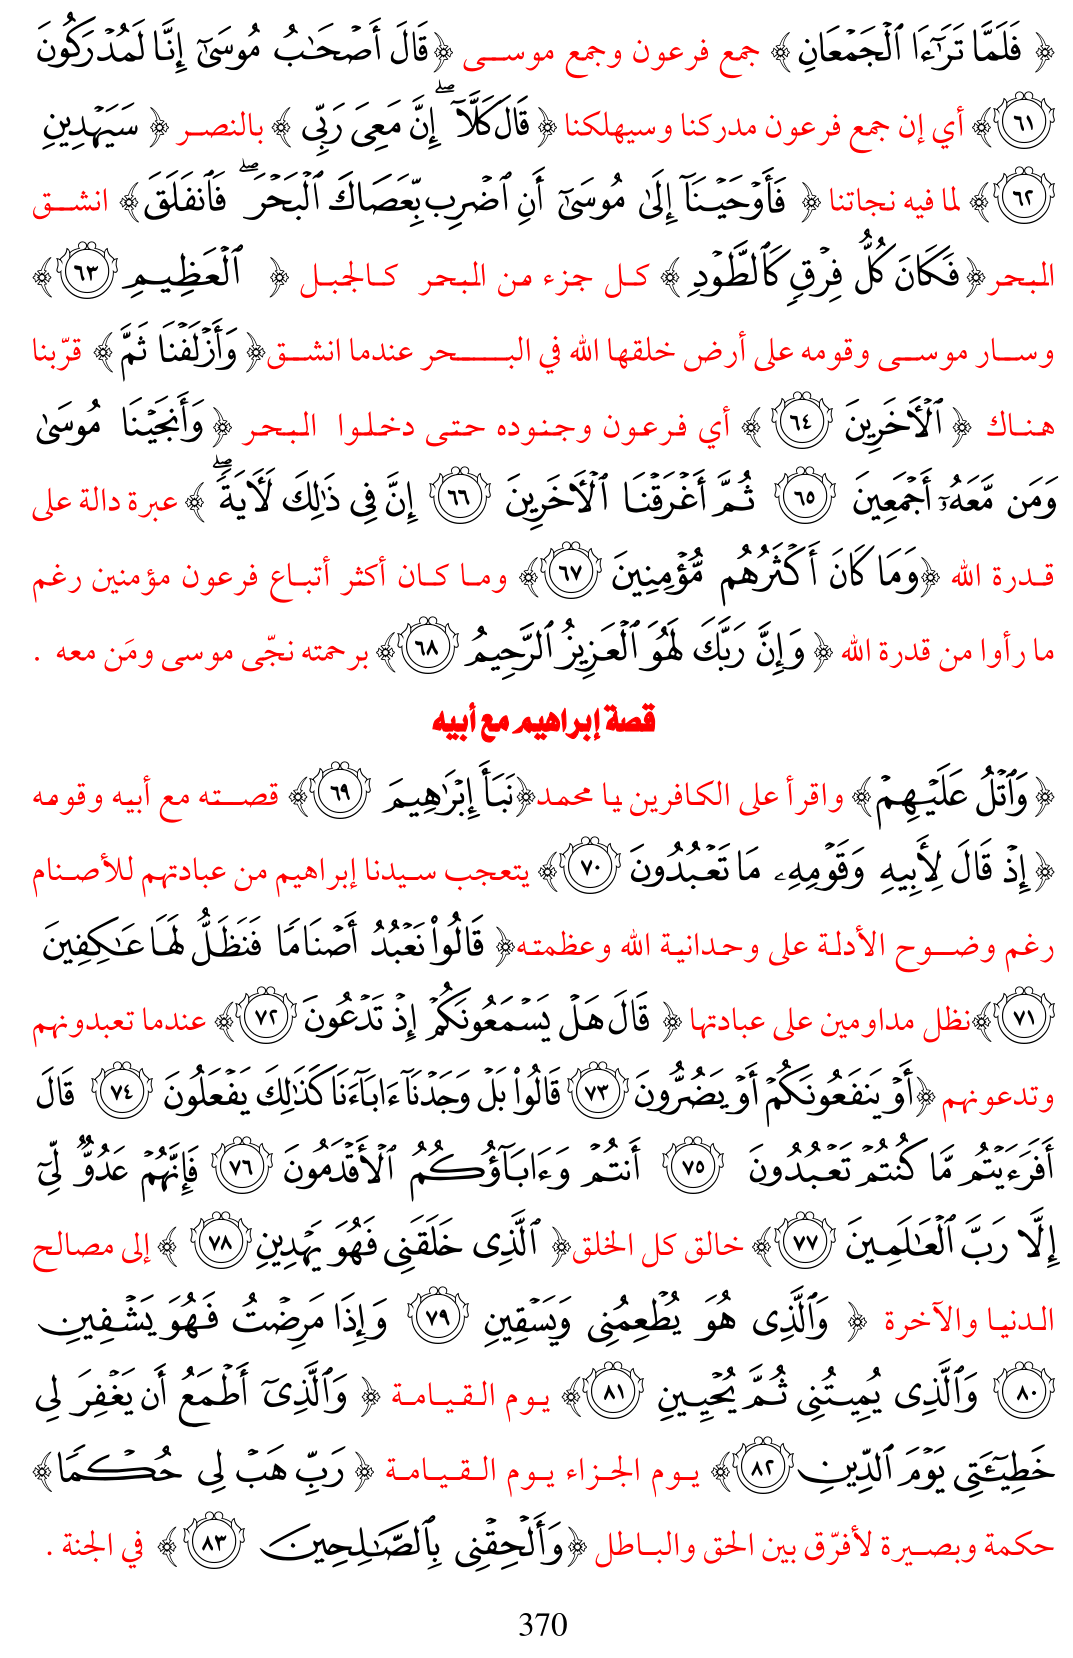 ﴿ فَلَمَّا تَرَٰٓءَا ٱلْجَمْعَانِ ﴾ جمع فرعون وجمع موسى ﴿قَالَ أَصْحَٰبُ مُوسَىٰٓ إِنَّا لَمُدْرَكُونَ
٦١﴾ أي إن جمع فرعون مدركنا وسيهلكنا ﴿ قَالَ كَلَّآ ۖ إِنَّ مَعِىَ رَبِّى ﴾ بالنصر ﴿ سَيَهْدِينِ
٦٢﴾ لما فيه نجاتنا ﴿ فَأَوْحَيْنَآ إِلَىٰ مُوسَىٰٓ أَنِ ٱضْرِب بِّعَصَاكَ ٱلْبَحْرَ ۖ فَٱنفَلَقَ﴾ انشق
البحر﴿فَكَانَ كُلُّ فِرْقٍ كَٱلطَّوْدِ ﴾ كل جزء من البحر كالجبل ﴿ ٱلْعَظِيمِ ٦٣﴾
وسار موسى وقومه على أرض خلقها الله في البحر عندما انشق﴿ وَأَزْلَفْنَا ثَمَّ﴾ قرّبنا
هناك ﴿ ٱلْأَخَرِينَ ٦٤ ﴾ أي فرعون وجنوده حتى دخلوا البحر ﴿ وَأَنجَيْنَا مُوسَىٰ
وَمَن مَّعَهُۥٓ أَجْمَعِينَ ٦٥ ثُمَّ أَغْرَقْنَا ٱلْأَخَرِينَ ٦٦ إِنَّ فِى ذَٰلِكَ لَأٓيَةً ۖ ﴾ عبرة دالة على
قدرة الله ﴿وَمَا كَانَ أَكْثَرُهُم مُّؤْمِنِينَ ٦٧﴾ وما كان أكثر أتباع فرعون مؤمنين رغم
ما رأوا من قدرة الله ﴿ وَإِنَّ رَبَّكَ لَهُوَ ٱلْعَزِيزُ ٱلرَّحِيمُ ٦٨﴾ برحمته نجّى موسى ومَن معه .
قصة إبراهيم مع أبيه
﴿ وَٱتْلُ عَلَيْهِمْ﴾ واقرأ على الكافرين يا محمد﴿نَبَأَ إِبْرَٰهِيمَ ٦٩﴾ قصته مع أبيه وقومه
﴿ إِذْ قَالَ لِأَبِيهِ وَقَوْمِهِۦ مَا تَعْبُدُونَ ٧٠﴾ يتعجب سيدنا إبراهيم من عبادتهم للأصنام
رغم وضوح الأدلة على وحدانية الله وعظمته﴿ قَالُوا۟ نَعْبُدُ أَصْنَامًا فَنَظَلُّ لَهَا عَٰكِفِينَ
٧١﴾نظل مداومين على عبادتها ﴿ قَالَ هَلْ يَسْمَعُونَكُمْ إِذْ تَدْعُونَ ٧٢﴾ عندما تعبدونهم
وتدعونهم ﴿أَوْ يَنفَعُونَكُمْ أَوْ يَضُرُّونَ ٧٣ قَالُوا۟ بَلْ وَجَدْنَآ ءَابَآءَنَا كَذَٰلِكَ يَفْعَلُونَ ٧٤ قَالَ
أَفَرَءَيْتُم مَّا كُنتُمْ تَعْبُدُونَ ٧٥ أَنتُمْ وَءَابَآؤُكُمُ ٱلْأَقْدَمُونَ ٧٦ فَإِنَّهُمْ عَدُوٌّ لِّىٓ
إِلَّا رَبَّ ٱلْعَٰلَمِينَ ٧٧﴾ خالق كل الخلق﴿ ٱلَّذِى خَلَقَنِى فَهُوَ يَهْدِينِ ٧٨ ﴾ إلى مصالح
الدنيا والآخرة ﴿ وَٱلَّذِى هُوَ يُطْعِمُنِى وَيَسْقِينِ ٧٩ وَإِذَا مَرِضْتُ فَهُوَ يَشْفِينِ
٨٠ وَٱلَّذِى يُمِيتُنِى ثُمَّ يُحْيِينِ ٨١﴾ يوم القيامة ﴿ وَٱلَّذِىٓ أَطْمَعُ أَن يَغْفِرَ لِى
خَطِيٓـَٔتِى يَوْمَ ٱلدِّينِ ٨٢﴾ يوم الجزاء يوم القيامة ﴿ رَبِّ هَبْ لِى حُكْمًا﴾
حكمة وبصيرة لأفرّق بين الحق والباطل ﴿وَأَلْحِقْنِى بِٱلصَّٰلِحِينَ ٨٣﴾ في الجنة .
370